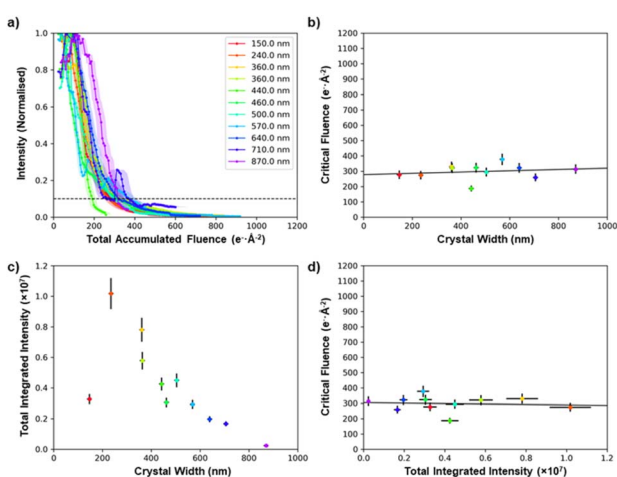 a)
Intensity (Normalised)
1.0
0.8
0.6
0.4
0.2
0.0
0 200 400 600 800 1000 1200
Total Accumulated Fluence (e⁻·Å⁻²)
150.0 nm
240.0 nm
360.0 nm
360.0 nm
440.0 nm
460.0 nm
500.0 nm
570.0 nm
640.0 nm
710.0 nm
870.0 nm
b)
Critical Fluence (e⁻·Å⁻²)
1200
1100
1000
900
800
700
600
500
400
300
200
100
0
0 200 400 600 800 1000
Crystal Width (nm)
c)
Total Integrated Intensity (×10⁷)
1.2
1.0
0.8
0.6
0.4
0.2
0.0
0 200 400 600 800 1000
Crystal Width (nm)
d)
Critical Fluence (e⁻·Å⁻²)
1200
1100
1000
900
800
700
600
500
400
300
200
100
0
0.0 0.2 0.4 0.6 0.8 1.0 1.2
Total Integrated Intensity (×10⁷)